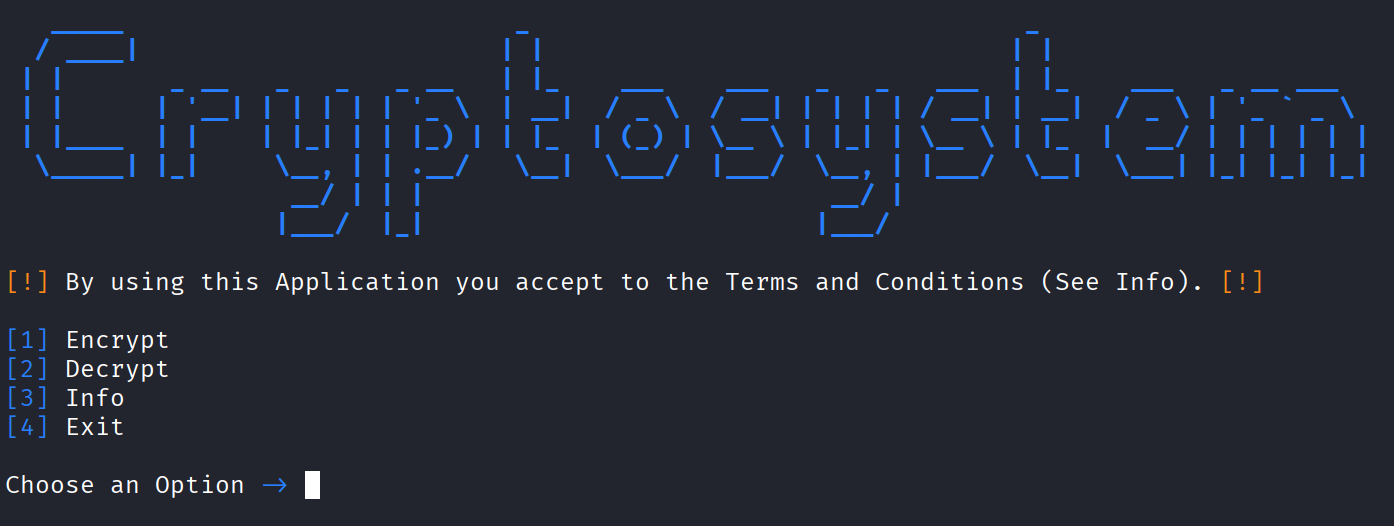 Cryptosystem
[!] By using this Application you accept to the Terms and Conditions (See Info). [!]
[1] Encrypt
[2] Decrypt
[3] Info
[4] Exit
Choose an Option →